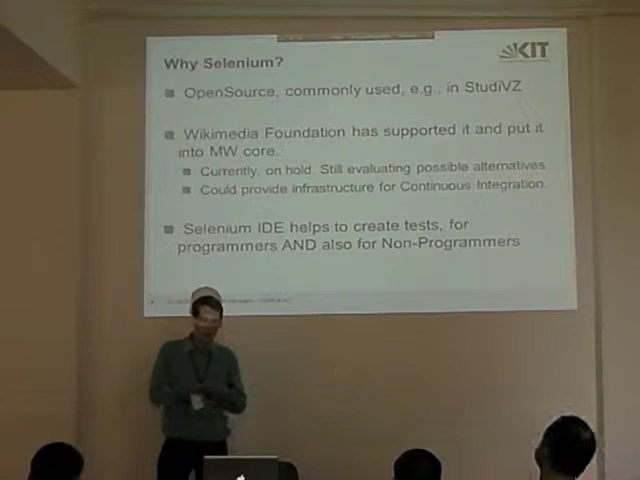 Why Selenium?
KIT
OpenSource, commonly used, e.g., in StudiVZ
Wikimedia Foundation has supported it and put it
into MW core.
Currently, on hold. Still evaluating possible alternatives
Could provide infrastructure for Continuous Integration.
Selenium IDE helps to create tests, for
programmers AND also for Non-Programmers